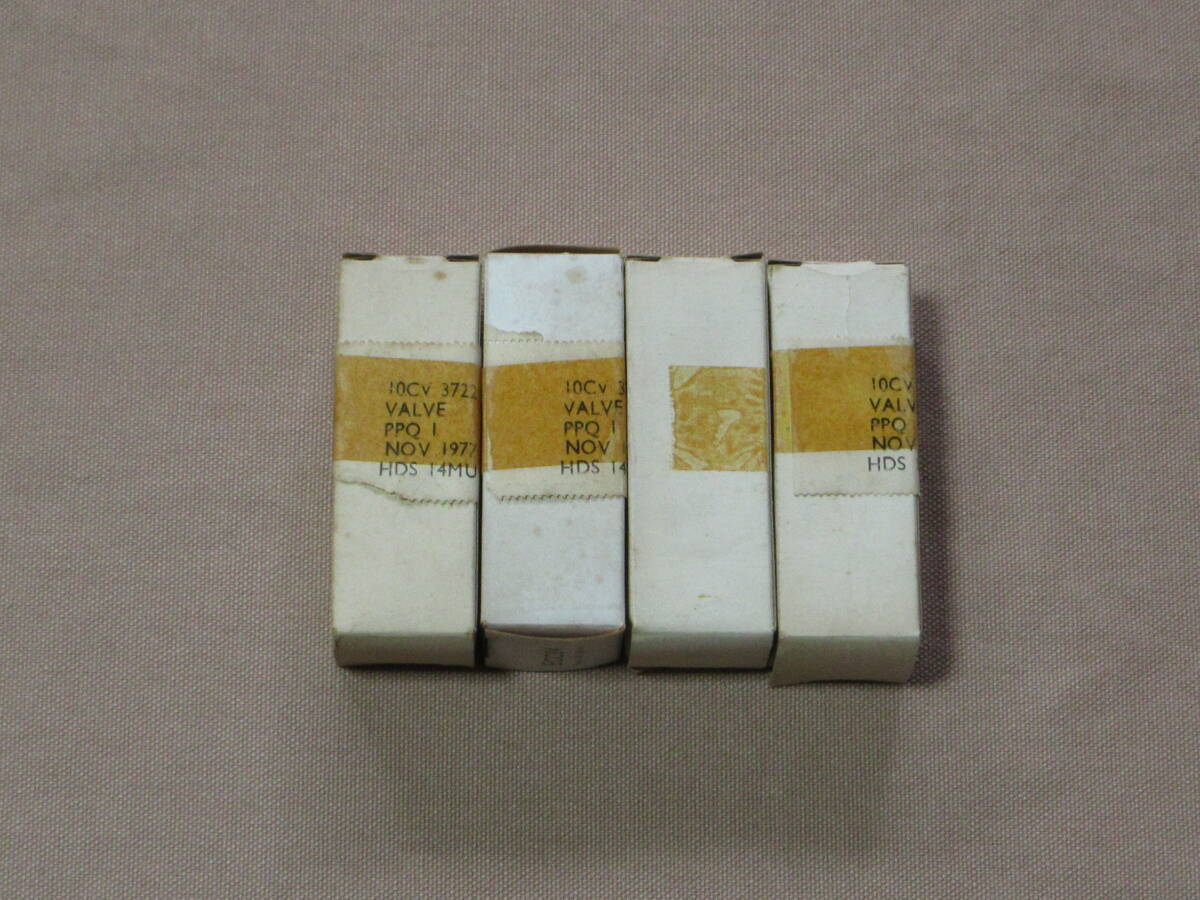 10CV 3722
VALVE
PPQ 1
NOV 1977
HDS 14MU
10CV 3
VALVE
PPQ 1
NOV
HDS 14
10CV
VALV
PPQ
NOV
HDS